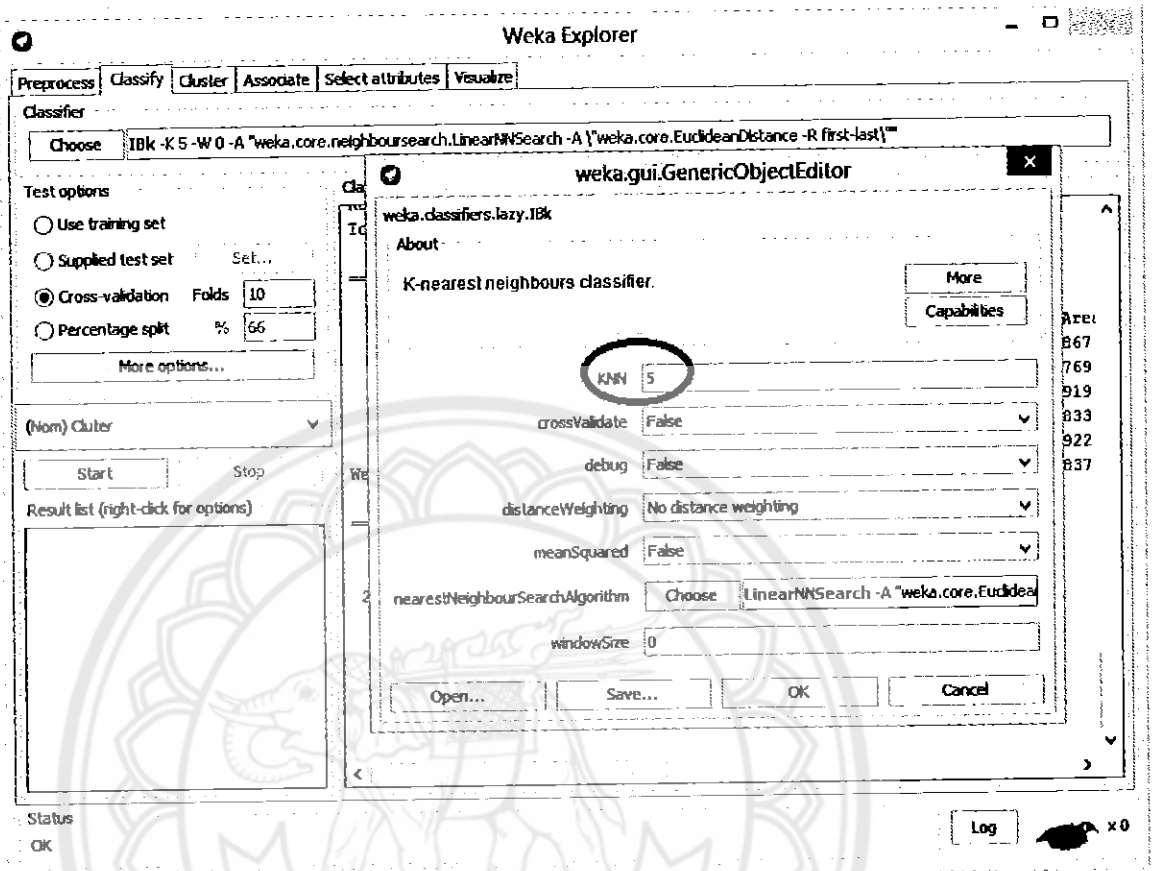 Weka Explorer
Preprocess Classify Cluster Associate Select attributes Visualize
Classifier
Choose IBk -K 5 -W 0 -A "weka.core.neighboursearch.LinearNNSearch -A \"weka.core.EuclideanDistance -R first-last\""
Test options
Use training set
Supplied test set Set...
Cross-validation Folds 10
Percentage split % 66
More options...
(Nom) Cluter
Start Stop
Result list (right-click for options)
Cla
We
2
weka.gui.GenericObjectEditor
weka.classifiers.lazy.IBk
About
K-nearest neighbours classifier.
More
Capabilities
KNN 5
crossValidate False
debug False
distanceWeighting No distance weighting
meanSquared False
nearestNeighbourSearchAlgorithm Choose LinearNNSearch -A "weka.core.Euclidea
windowSize 0
Open... Save... OK Cancel
Area
867
769
919
833
922
837
Status
OK
Log x 0